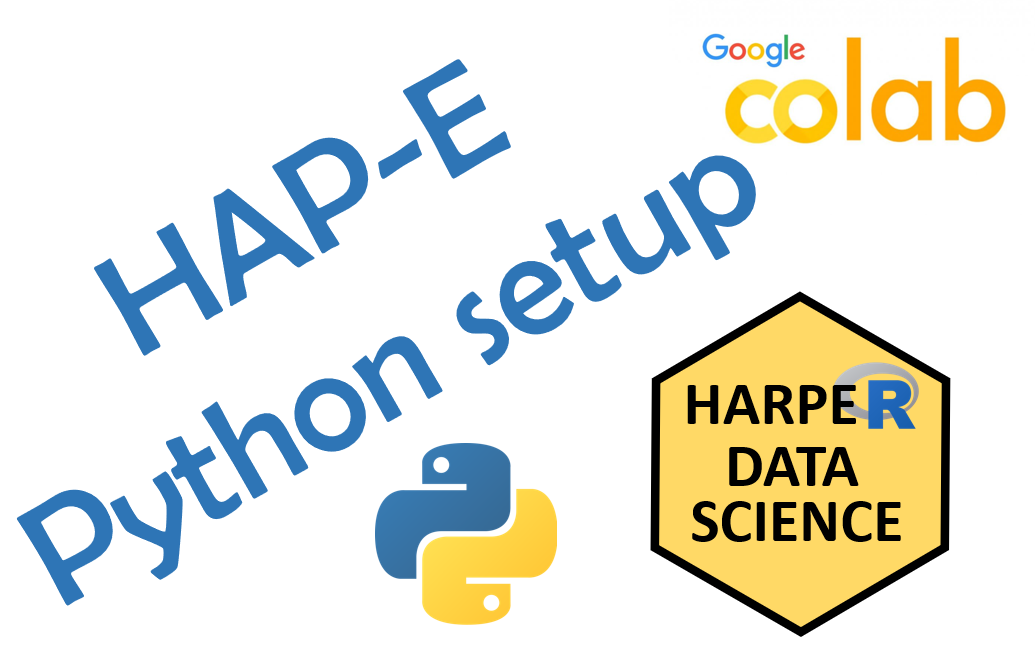 HAP-E
Python setup
Google
colab
HARPER
DATA
SCIENCE